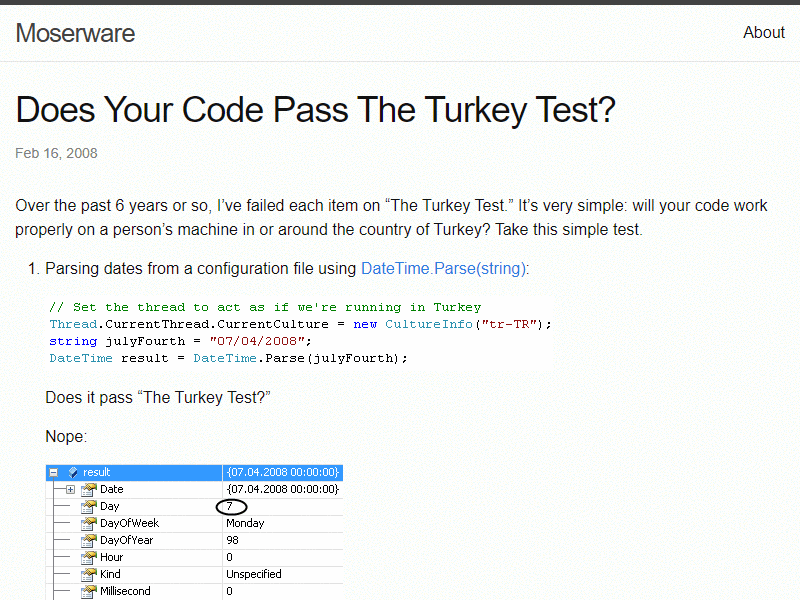 Moserware
About
Does Your Code Pass The Turkey Test?
Feb 16, 2008
Over the past 6 years or so, I’ve failed each item on “The Turkey Test.” It’s very simple: will your code work
properly on a person’s machine in or around the country of Turkey? Take this simple test.
1. Parsing dates from a configuration file using DateTime.Parse(string):
// Set the thread to act as if we're running in Turkey
Thread.CurrentThread.CurrentCulture = new CultureInfo("tr-TR");
string julyFourth = "07/04/2008";
DateTime result = DateTime.Parse(julyFourth);
Does it pass “The Turkey Test?”
Nope:
result {07.04.2008 00:00:00}
Date {07.04.2008 00:00:00}
Day 7
DayOfWeek Monday
DayOfYear 98
Hour 0
Kind Unspecified
Millisecond 0